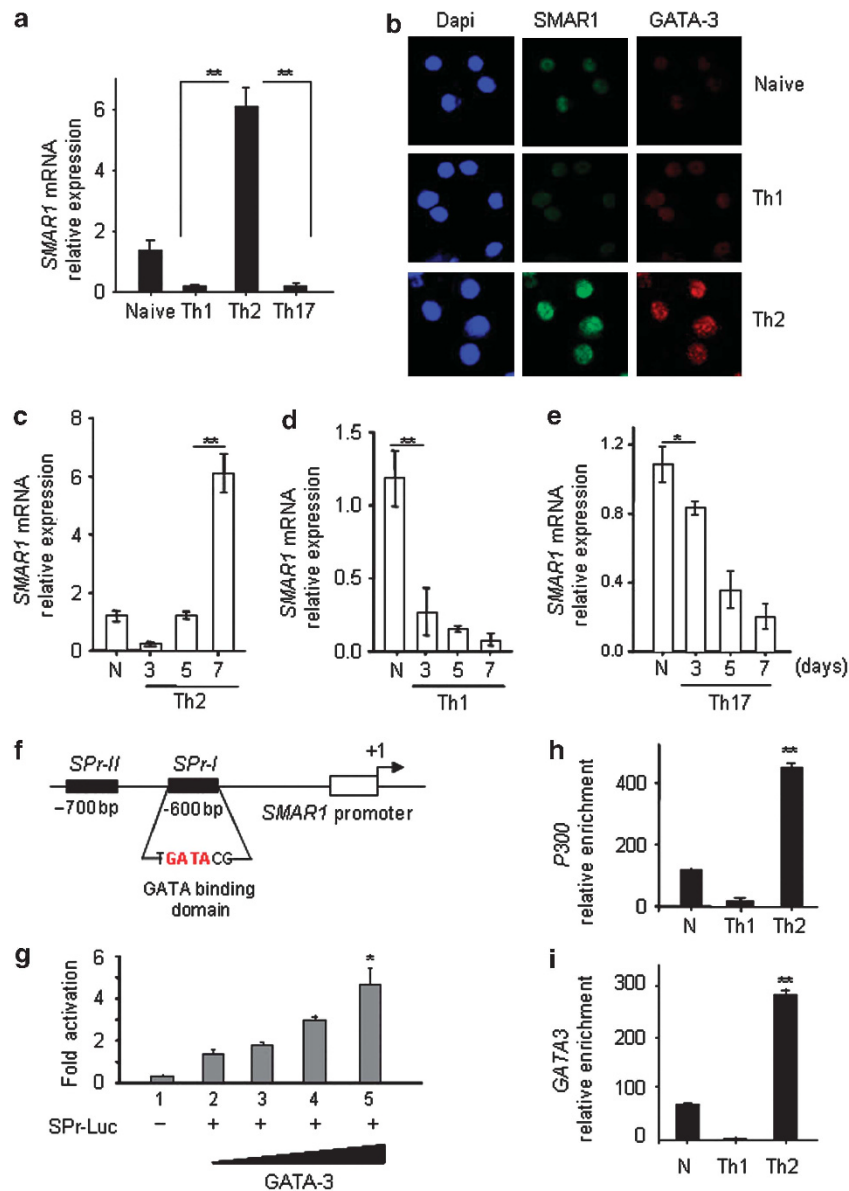 a
SMAR1 mRNA
relative expression
6
4
2
0
** **
Naive Th1 Th2 Th17
b
Dapi SMAR1 GATA-3
Naive
Th1
Th2
c
SMAR1 mRNA
relative expression
8
6
4
2
0
**
N 3 5 7
Th2
d
SMAR1 mRNA
relative expression
1.5
1.0
0.5
0.0
**
N 3 5 7
Th1
e
SMAR1 mRNA
relative expression
1.2
0.8
0.4
0.0
*
N 3 5 7 (days)
Th17
f
SPr-II SPr-I +1
−700bp -600bp SMAR1 promoter
TGATACG
GATA binding
domain
g
Fold activation
6
4
2
0
*
1 2 3 4 5
SPr-Luc − + + + +
GATA-3
h
P300
relative enrichment
400
200
100
0
**
N Th1 Th2
i
GATA3
relative enrichment
300
200
100
0
**
N Th1 Th2